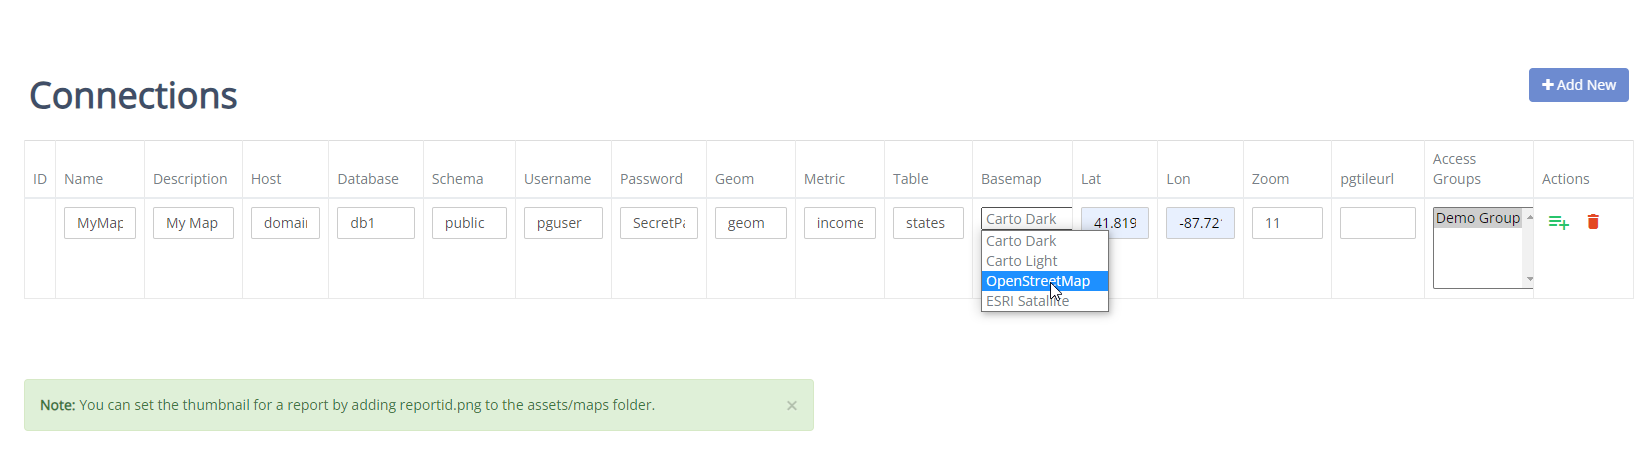 Connections
Add New
ID Name Description Host Database Schema Username Password Geom Metric Table Basemap Lat Lon Zoom pgtileurl Access Groups Actions
MyMap My Map domai db1 public pguser SecretPa geom income states Carto Dark 41.819 -87.72 11 Demo Group
Carto Dark
Carto Light
OpenStreetMap
ESRI Satallite
Note: You can set the thumbnail for a report by adding reportid.png to the assets/maps folder. ×